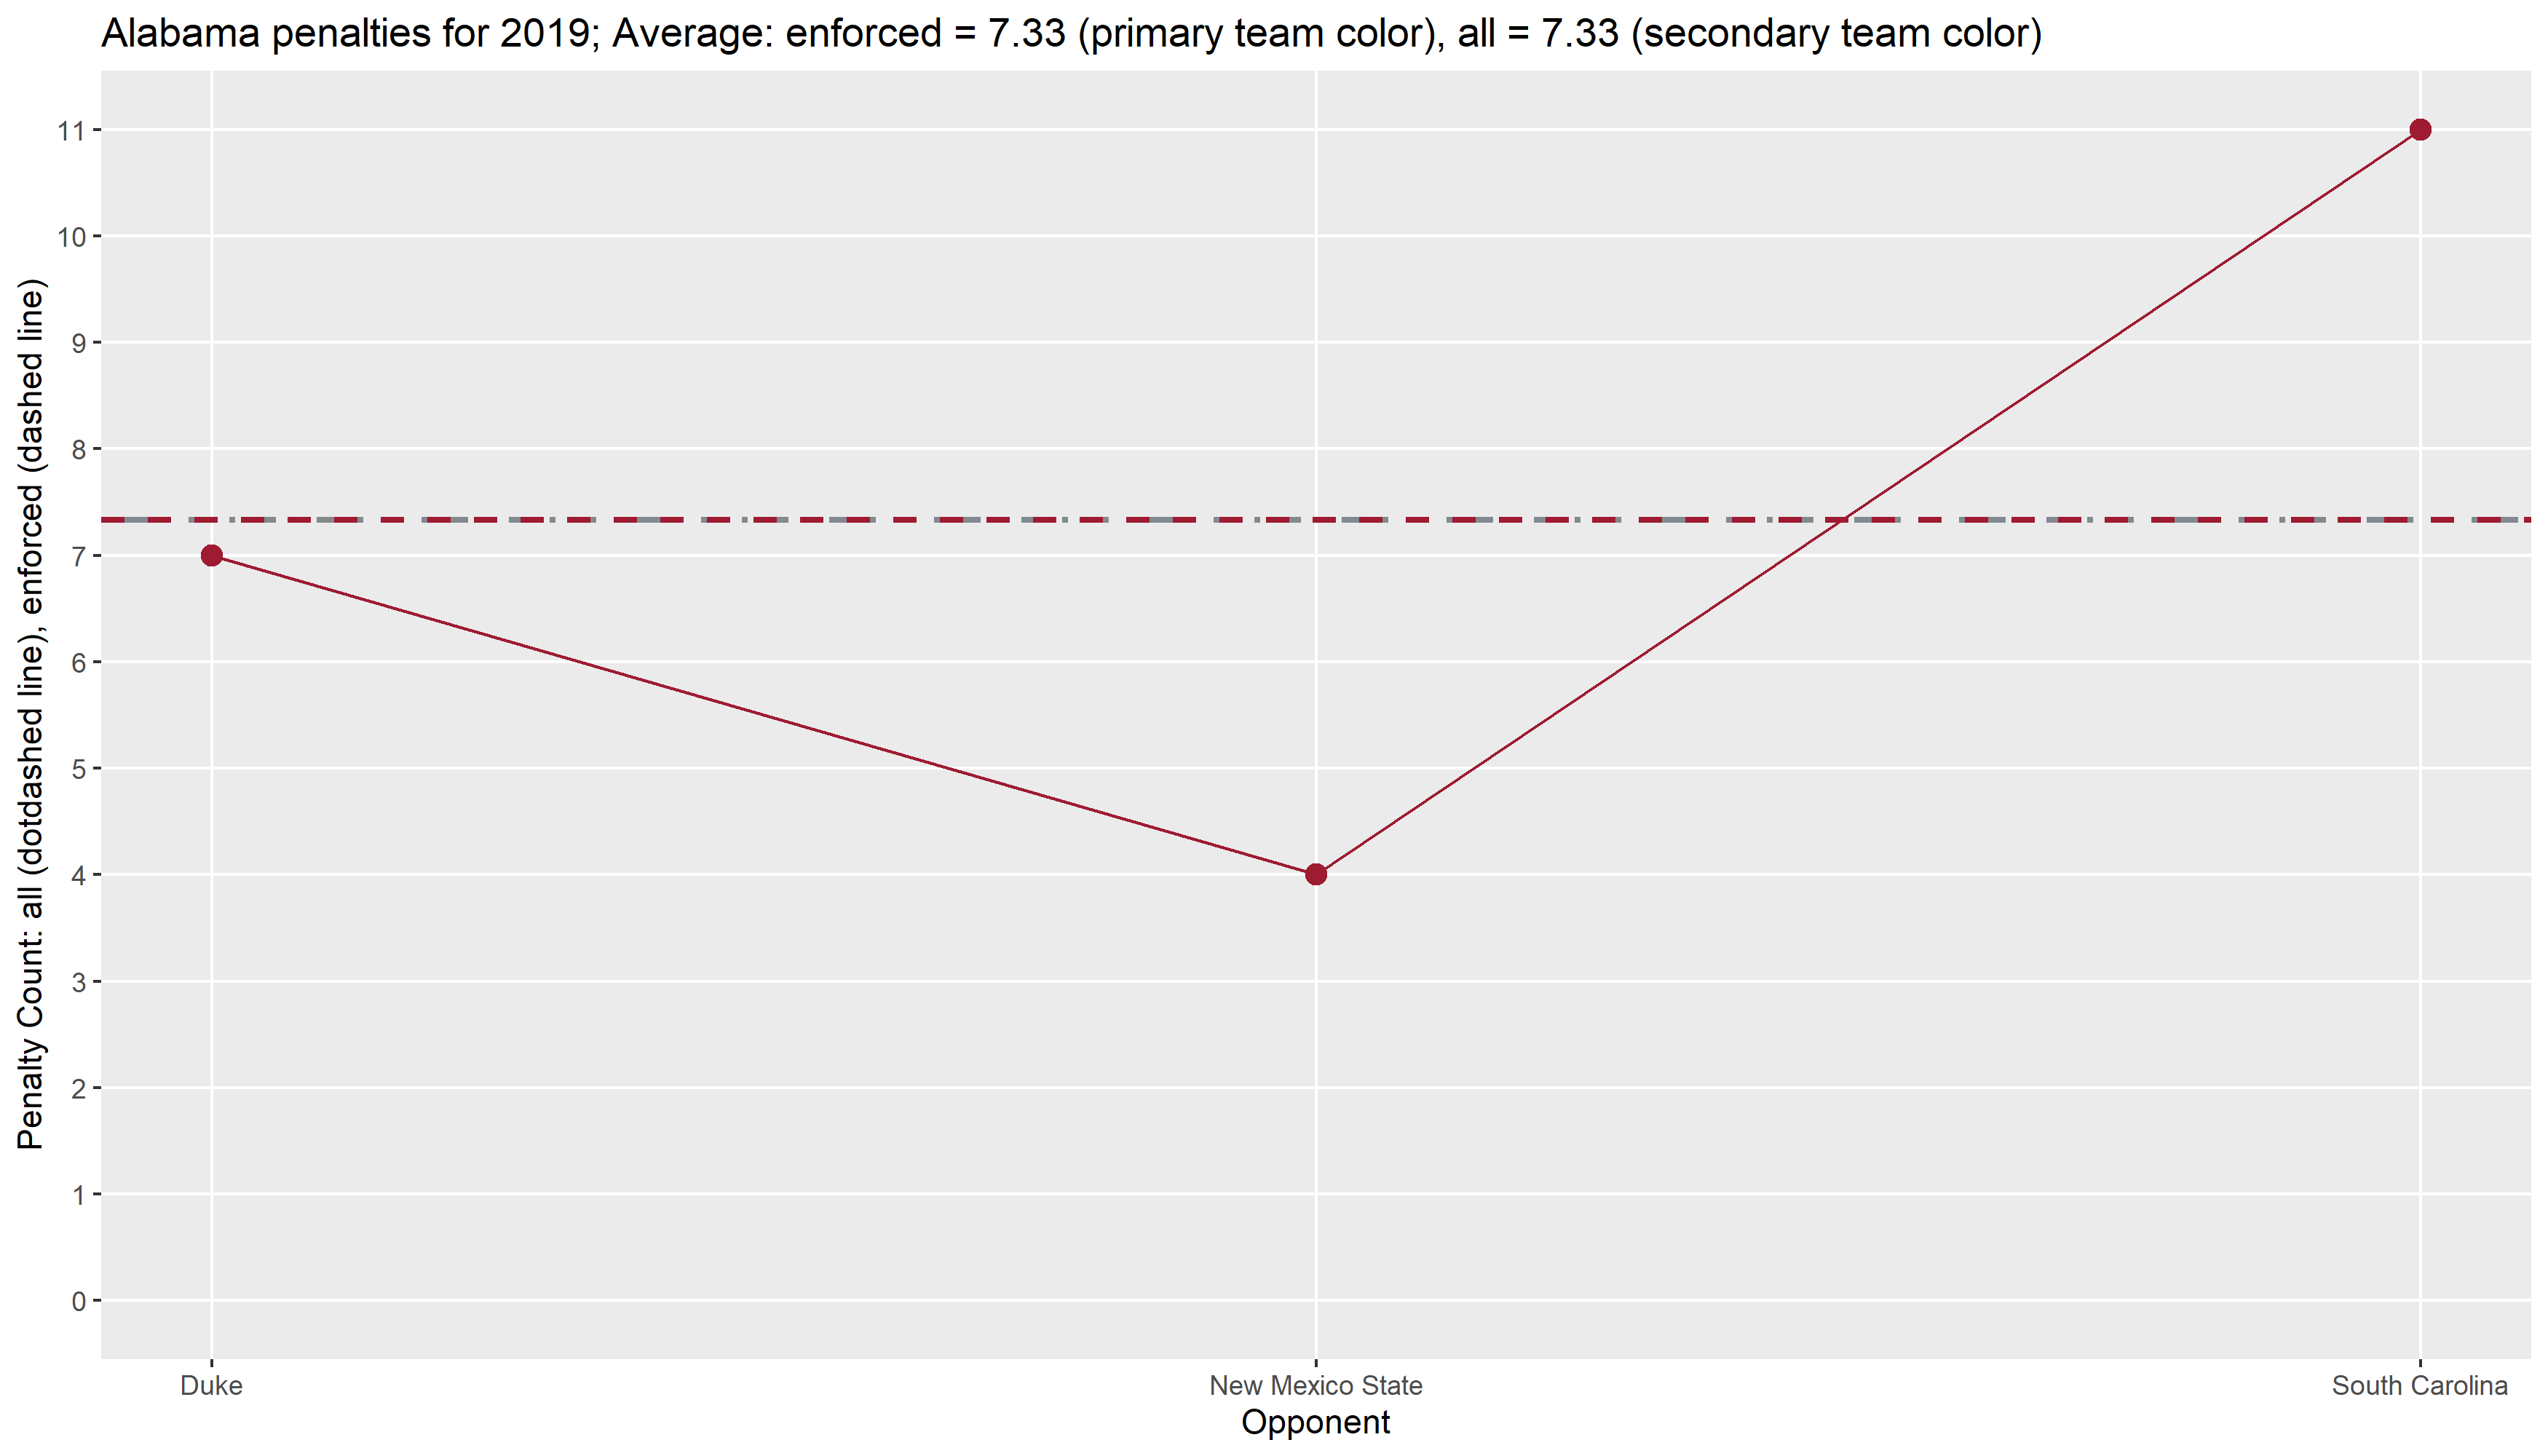 Alabama penalties for 2019; Average: enforced = 7.33 (primary team color), all = 7.33 (secondary team color)
Penalty Count: all (dotdashed line), enforced (dashed line)
11
10
9
8
7
6
5
4
3
2
1
0
Duke
New Mexico State
South Carolina
Opponent